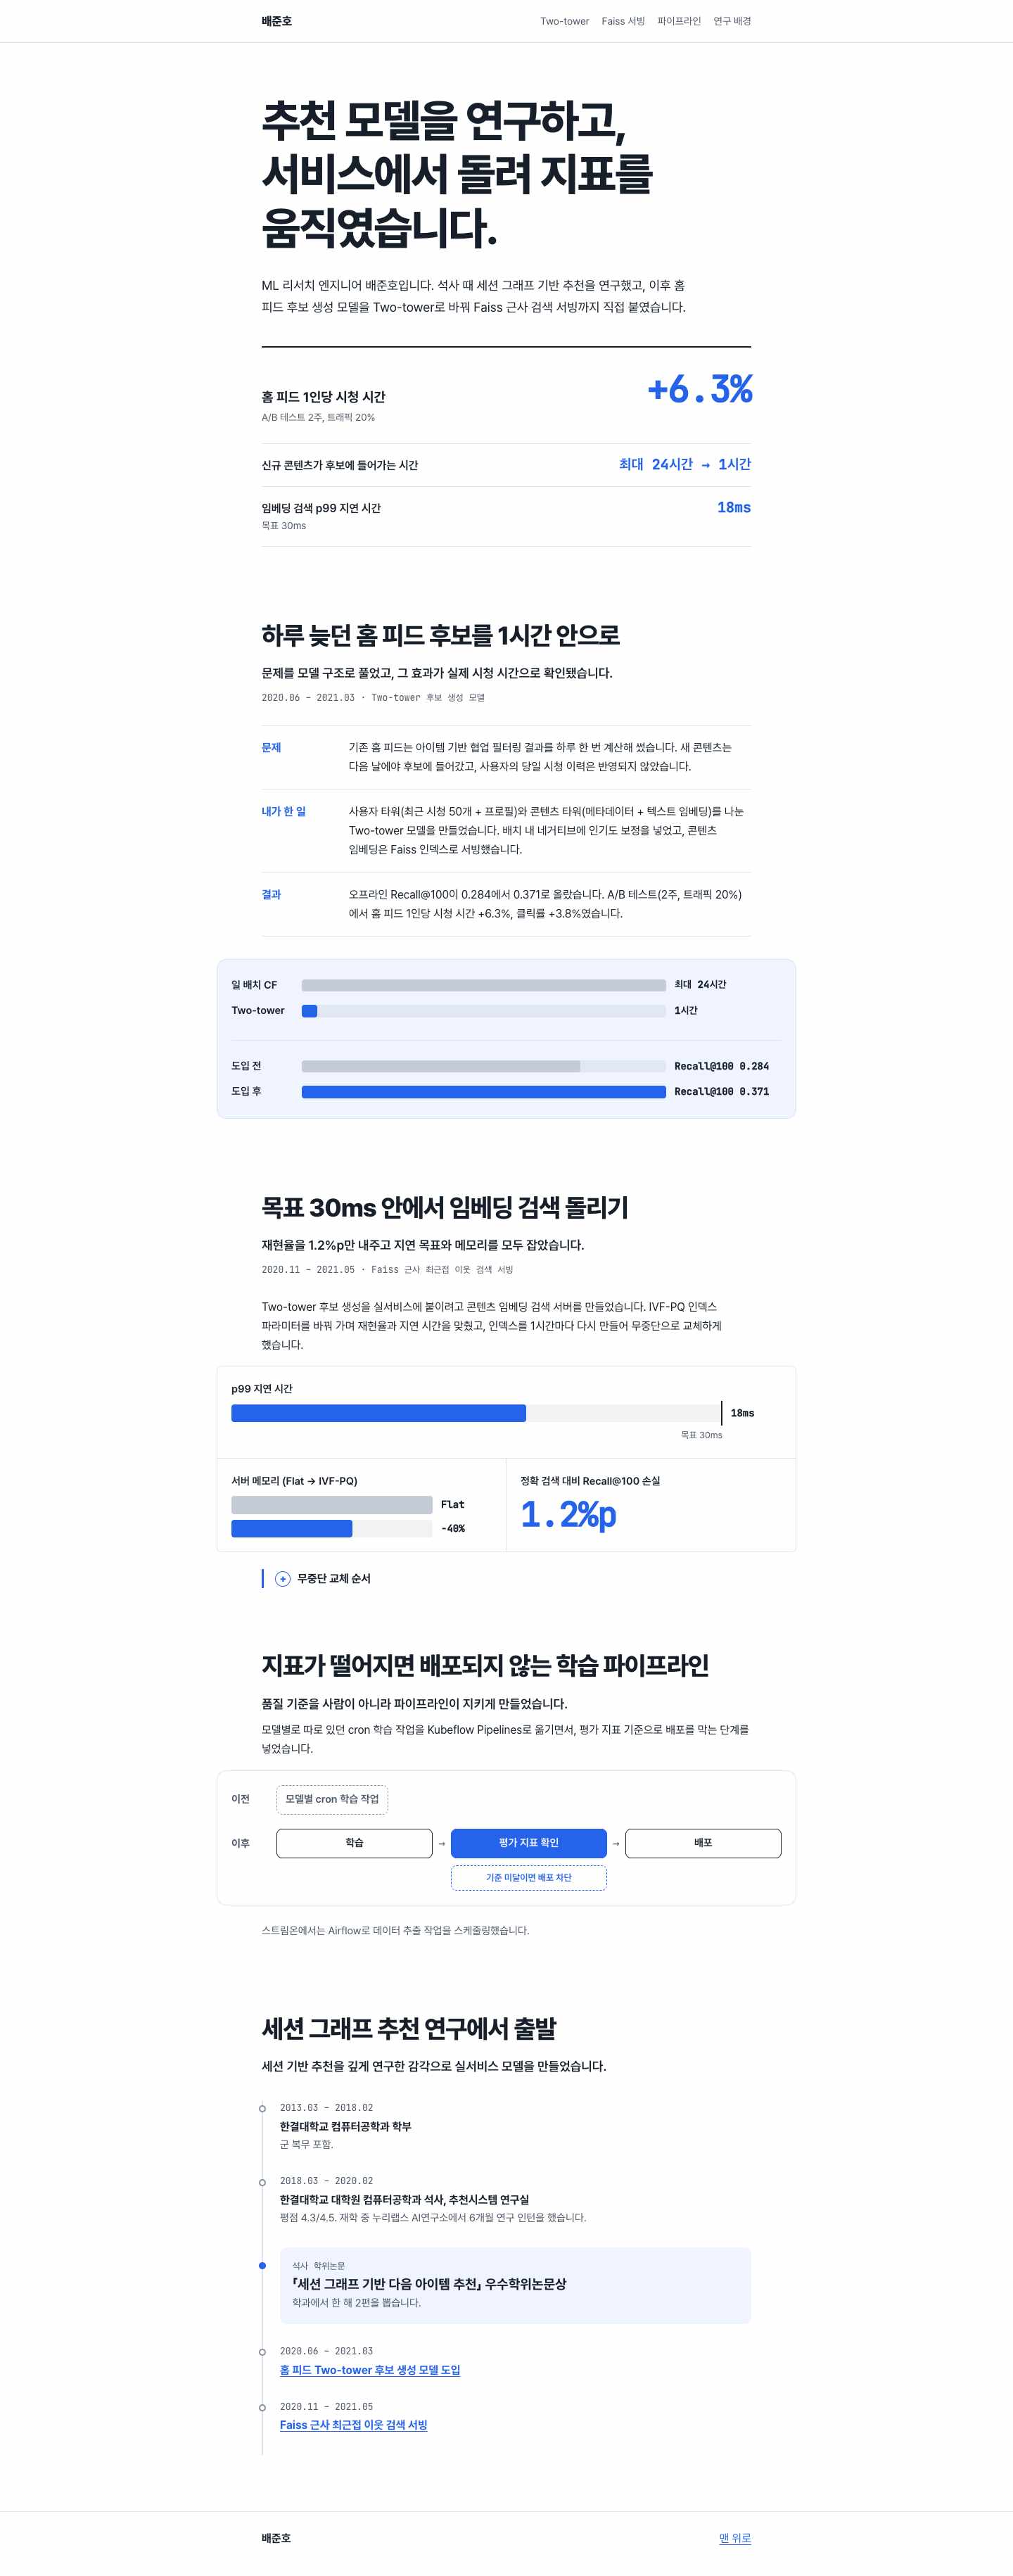 배준호
Two-tower Faiss 서빙 파이프라인 연구 배경
추천 모델을 연구하고,
서비스에서 돌려 지표를
움직였습니다.
ML 리서치 엔지니어 배준호입니다. 석사 때 세션 그래프 기반 추천을 연구했고, 이후 홈
피드 후보 생성 모델을 Two-tower로 바꿔 Faiss 근사 검색 서빙까지 직접 붙였습니다.
홈 피드 1인당 시청 시간
+6.3%
A/B 테스트 2주, 트래픽 20%
신규 콘텐츠가 후보에 들어가는 시간
최대 24시간 → 1시간
임베딩 검색 p99 지연 시간
18ms
목표 30ms
하루 늦던 홈 피드 후보를 1시간 안으로
문제를 모델 구조로 풀었고, 그 효과가 실제 시청 시간으로 확인됐습니다.
2020.06 – 2021.03 · Two-tower 후보 생성 모델
문제
기존 홈 피드는 아이템 기반 협업 필터링 결과를 하루 한 번 계산해 썼습니다. 새 콘텐츠는
다음 날에야 후보에 들어갔고, 사용자의 당일 시청 이력은 반영되지 않았습니다.
내가 한 일
사용자 타워(최근 시청 50개 + 프로필)와 콘텐츠 타워(메타데이터 + 텍스트 임베딩)를 나눈
Two-tower 모델을 만들었습니다. 배치 내 네거티브에 인기도 보정을 넣었고, 콘텐츠
임베딩은 Faiss 인덱스로 서빙했습니다.
결과
오프라인 Recall@100이 0.284에서 0.371로 올랐습니다. A/B 테스트(2주, 트래픽 20%)
에서 홈 피드 1인당 시청 시간 +6.3%, 클릭률 +3.8%였습니다.
일 배치 CF
최대 24시간
Two-tower
1시간
도입 전
Recall@100 0.284
도입 후
Recall@100 0.371
목표 30ms 안에서 임베딩 검색 돌리기
재현율을 1.2%p만 내주고 지연 목표와 메모리를 모두 잡았습니다.
2020.11 – 2021.05 · Faiss 근사 최근접 이웃 검색 서빙
Two-tower 후보 생성을 실서비스에 붙이려고 콘텐츠 임베딩 검색 서버를 만들었습니다. IVF-PQ 인덱스
파라미터를 바꿔 가며 재현율과 지연 시간을 맞췄고, 인덱스를 1시간마다 다시 만들어 무중단으로 교체하게
했습니다.
p99 지연 시간
18ms
목표 30ms
서버 메모리 (Flat → IVF-PQ)
Flat
-40%
정확 검색 대비 Recall@100 손실
1.2%p
+ 무중단 교체 순서
지표가 떨어지면 배포되지 않는 학습 파이프라인
품질 기준을 사람이 아니라 파이프라인이 지키게 만들었습니다.
모델별로 따로 있던 cron 학습 작업을 Kubeflow Pipelines로 옮기면서, 평가 지표 기준으로 배포를 막는 단계를
넣었습니다.
이전
모델별 cron 학습 작업
이후
학습 → 평가 지표 확인 → 배포
기준 미달이면 배포 차단
스트림온에서는 Airflow로 데이터 추출 작업을 스케줄링했습니다.
세션 그래프 추천 연구에서 출발
세션 기반 추천을 깊게 연구한 감각으로 실서비스 모델을 만들었습니다.
2013.03 – 2018.02
한결대학교 컴퓨터공학과 학부
군 복무 포함.
2018.03 – 2020.02
한결대학교 대학원 컴퓨터공학과 석사, 추천시스템 연구실
평점 4.3/4.5. 재학 중 누리랩스 AI연구소에서 6개월 연구 인턴을 했습니다.
석사 학위논문
「세션 그래프 기반 다음 아이템 추천」 우수학위논문상
학과에서 한 해 2편을 뽑습니다.
2020.06 – 2021.03
홈 피드 Two-tower 후보 생성 모델 도입
2020.11 – 2021.05
Faiss 근사 최근접 이웃 검색 서빙
배준호
맨 위로